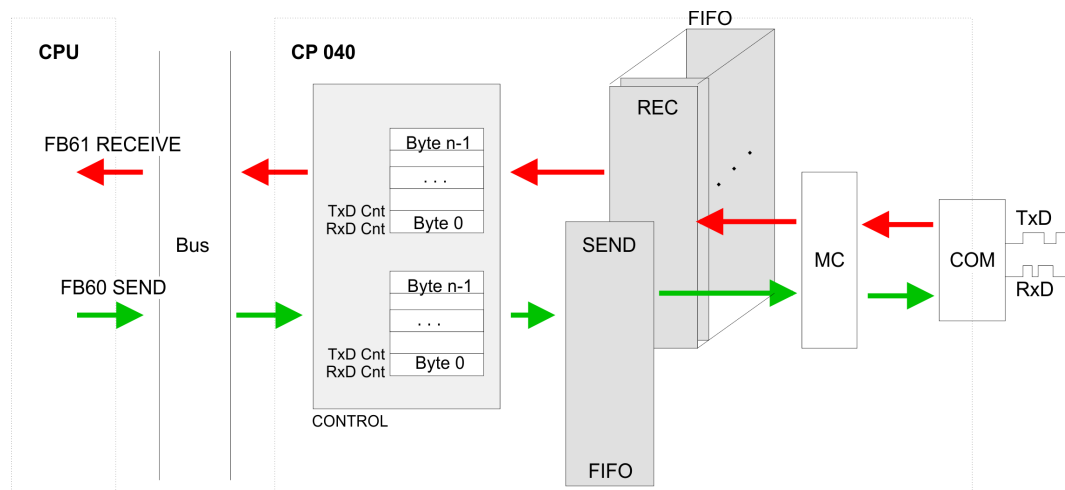 FIFO
CPU
CP 040
REC
FB61 RECEIVE
Byte n-1
. . .
TxD Cnt
RxD Cnt
Byte 0
Bus
SEND
MC
COM
TxD
RxD
FB60 SEND
Byte n-1
. . .
TxD Cnt
RxD Cnt
Byte 0
CONTROL
FIFO